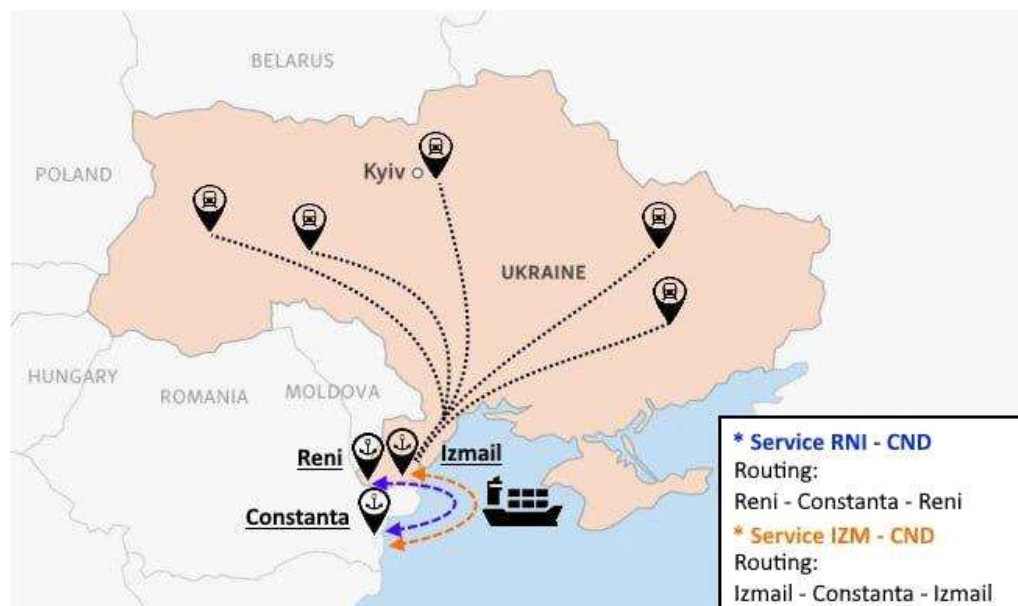 BELARUS
POLAND
Kyiv
UKRAINE
HUNGARY
ROMANIA
MOLDOVA
Reni
Izmail
Constanta
* Service RNI - CND
Routing:
Reni - Constanta - Reni
* Service IZM - CND
Routing:
Izmail - Constanta - Izmail